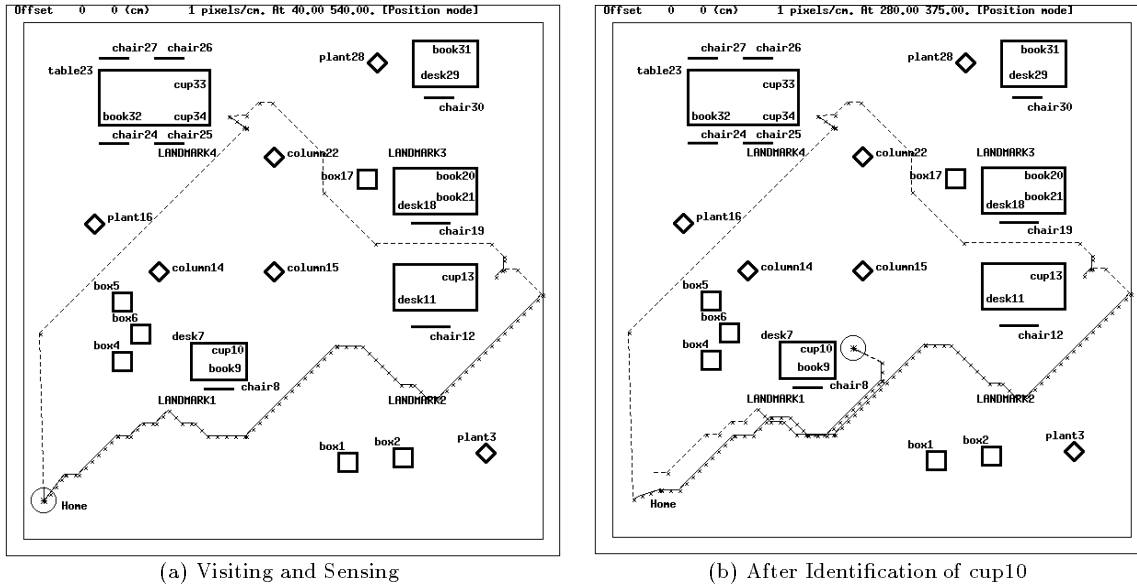 Offset 0 0 (cm) 1 pixels/cm. At 40.00 540.00. [Position mode]
chair27 chair26
table23
cup33
book32 cup34
chair24 chair25
LANDMARK4
plant28
book31
desk29
chair30
column22
LANDMARK3
box17
book20
book21
desk18
chair19
plant16
column14
column15
cup13
desk11
chair12
box5
box6
box4
desk7
cup10
book9
chair8
LANDMARK1
LANDMARK2
box1
box2
plant3
Home
(a) Visiting and Sensing
Offset 0 0 (cm) 1 pixels/cm. At 280.00 375.00. [Position mode]
chair27 chair26
table23
cup33
book32 cup34
chair24 chair25
LANDMARK4
plant28
book31
desk29
chair30
column22
LANDMARK3
box17
book20
book21
desk18
chair19
plant16
column14
column15
cup13
desk11
chair12
box5
box6
box4
desk7
cup10
book9
chair8
LANDMARK1
LANDMARK2
box1
box2
plant3
Home
(b) After Identification of cup10